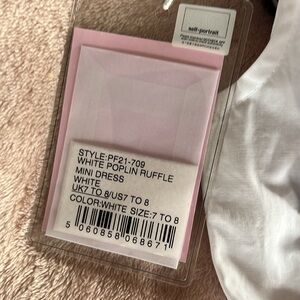 self-portrait
STYLE:PF21-709
WHITE POPLIN RUFFLE
MINI DRESS
WHITE
UK7 TO 8/US7 TO 8
COLOR:WHITE SIZE:7 TO 8
5 060858 068671